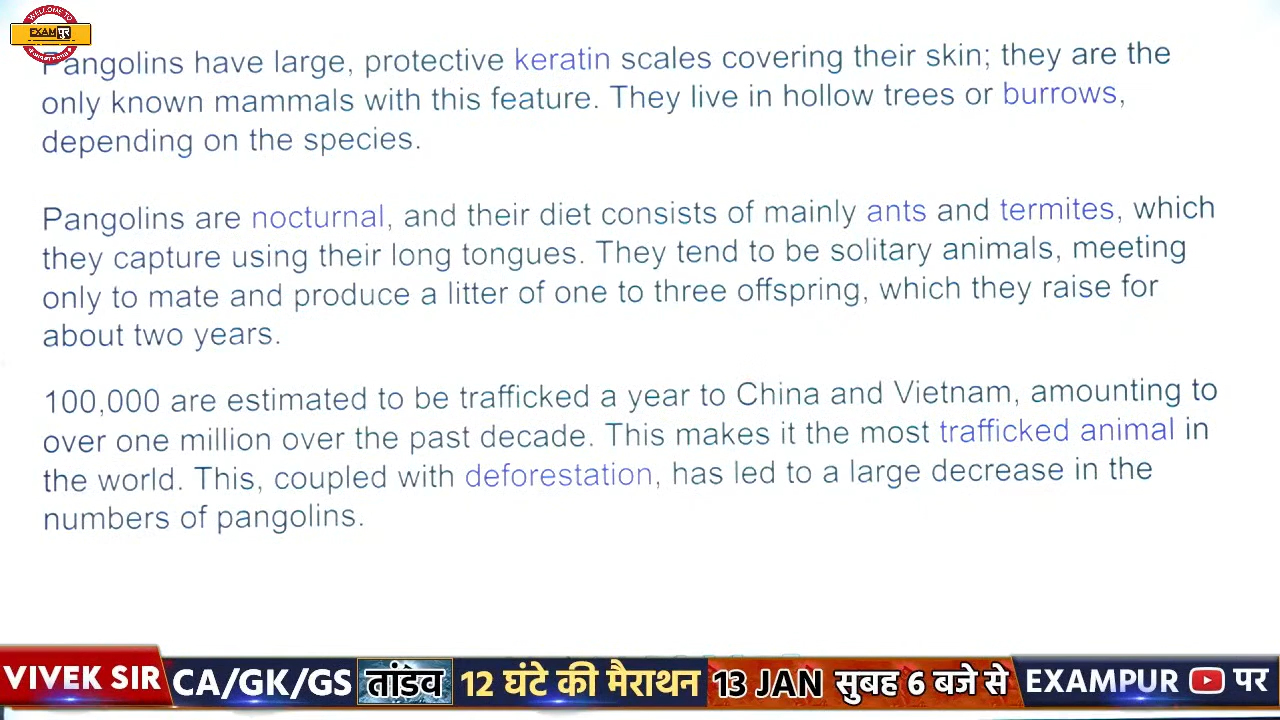 WELCOME TO
EXAMपुर
Pangolins have large, protective keratin scales covering their skin; they are the
only known mammals with this feature. They live in hollow trees or burrows,
depending on the species.
Pangolins are nocturnal, and their diet consists of mainly ants and termites, which
they capture using their long tongues. They tend to be solitary animals, meeting
only to mate and produce a litter of one to three offspring, which they raise for
about two years.
100,000 are estimated to be trafficked a year to China and Vietnam, amounting to
over one million over the past decade. This makes it the most trafficked animal in
the world. This, coupled with deforestation, has led to a large decrease in the
numbers of pangolins.
VIVEK SIR CA/GK/GS तांडव 12 घंटे की मैराथन 13 JAN सुबह 6 बजे से EXAMPUR पर